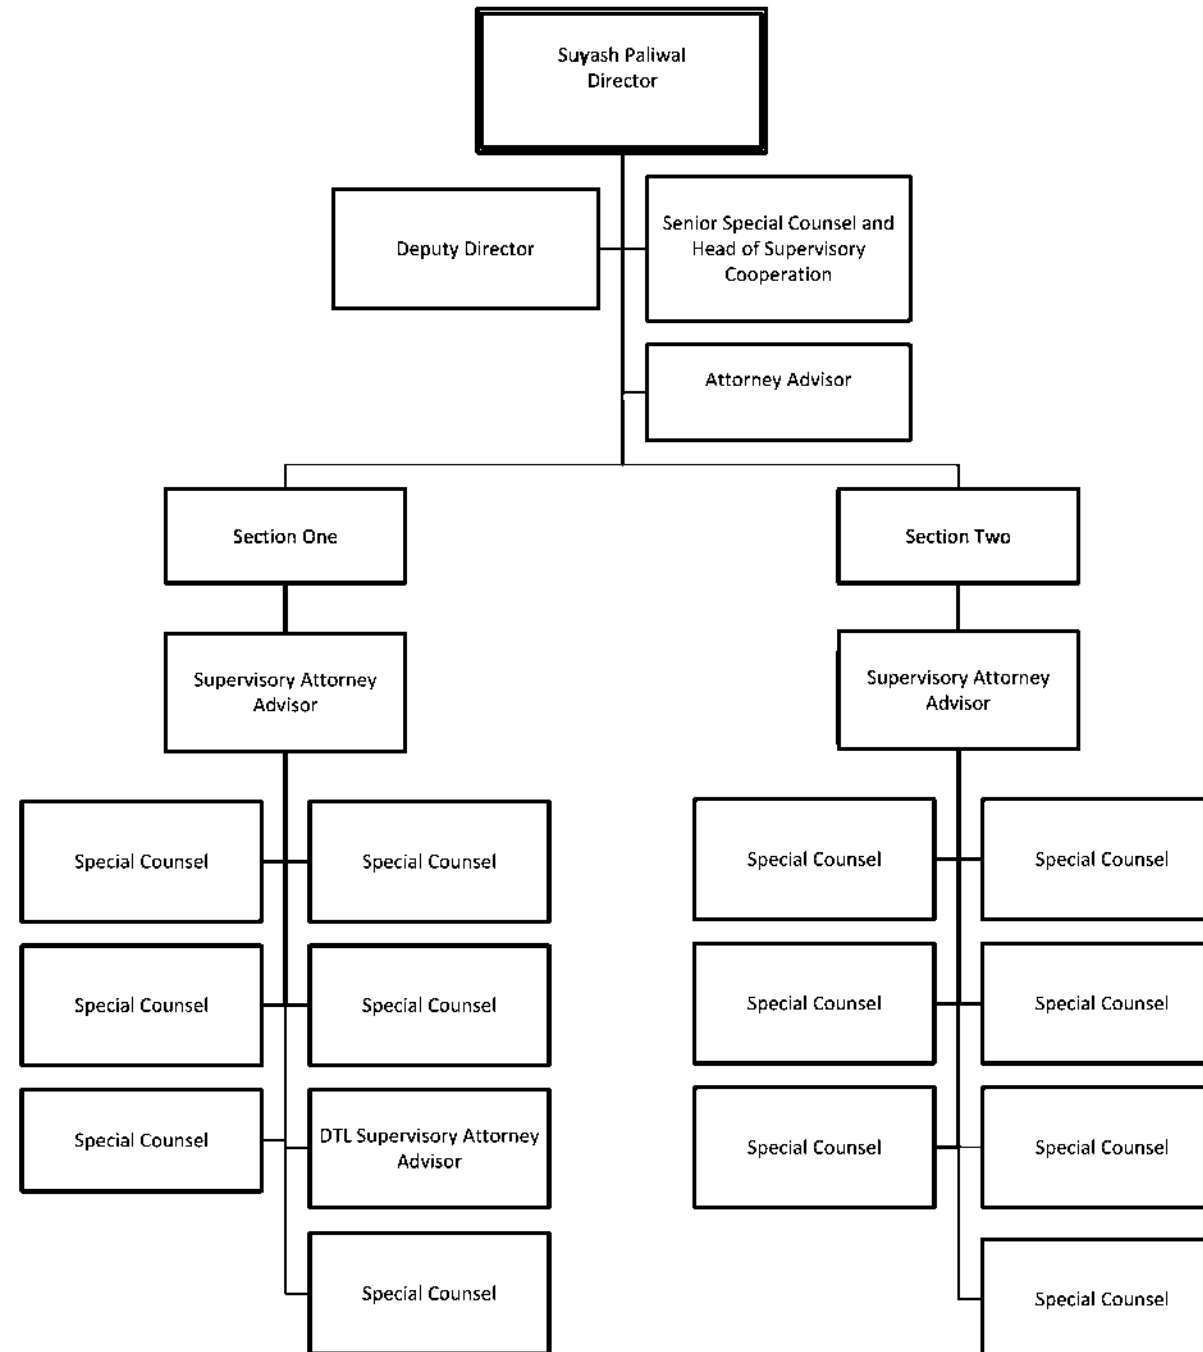 Suyash Paliwal
Director
Deputy Director
Senior Special Counsel and
Head of Supervisory
Cooperation
Attorney Advisor
Section One
Section Two
Supervisory Attorney
Advisor
Supervisory Attorney
Advisor
Special Counsel
Special Counsel
Special Counsel
Special Counsel
Special Counsel
Special Counsel
Special Counsel
Special Counsel
Special Counsel
DTL Supervisory Attorney
Advisor
Special Counsel
Special Counsel
Special Counsel
Special Counsel